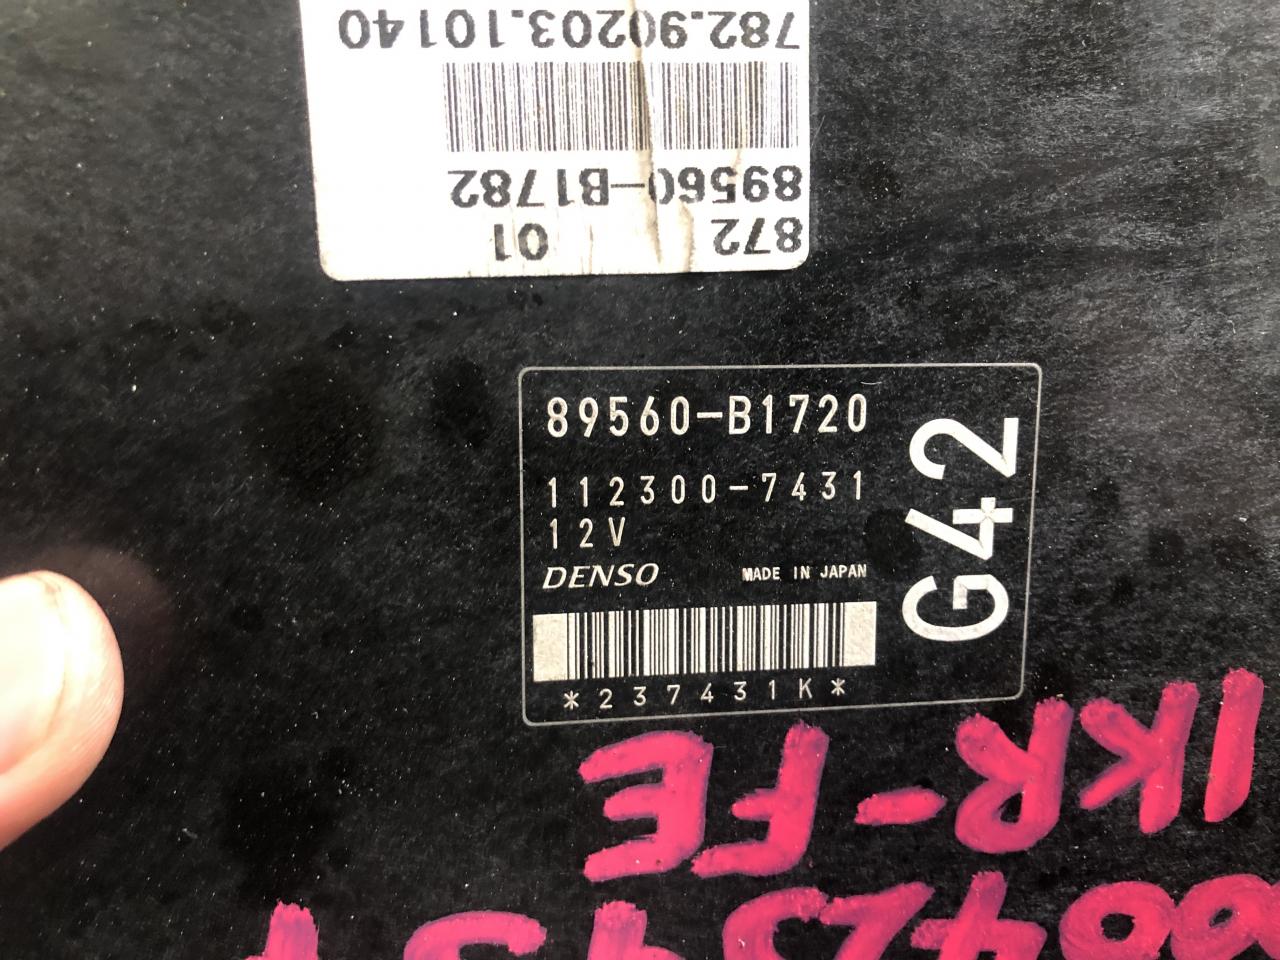 782.90203.10140
89560-B1782
872 01
89560-B1720
112300-7431
12V
DENSO MADE IN JAPAN
G42
*237431K*
1KR-FE